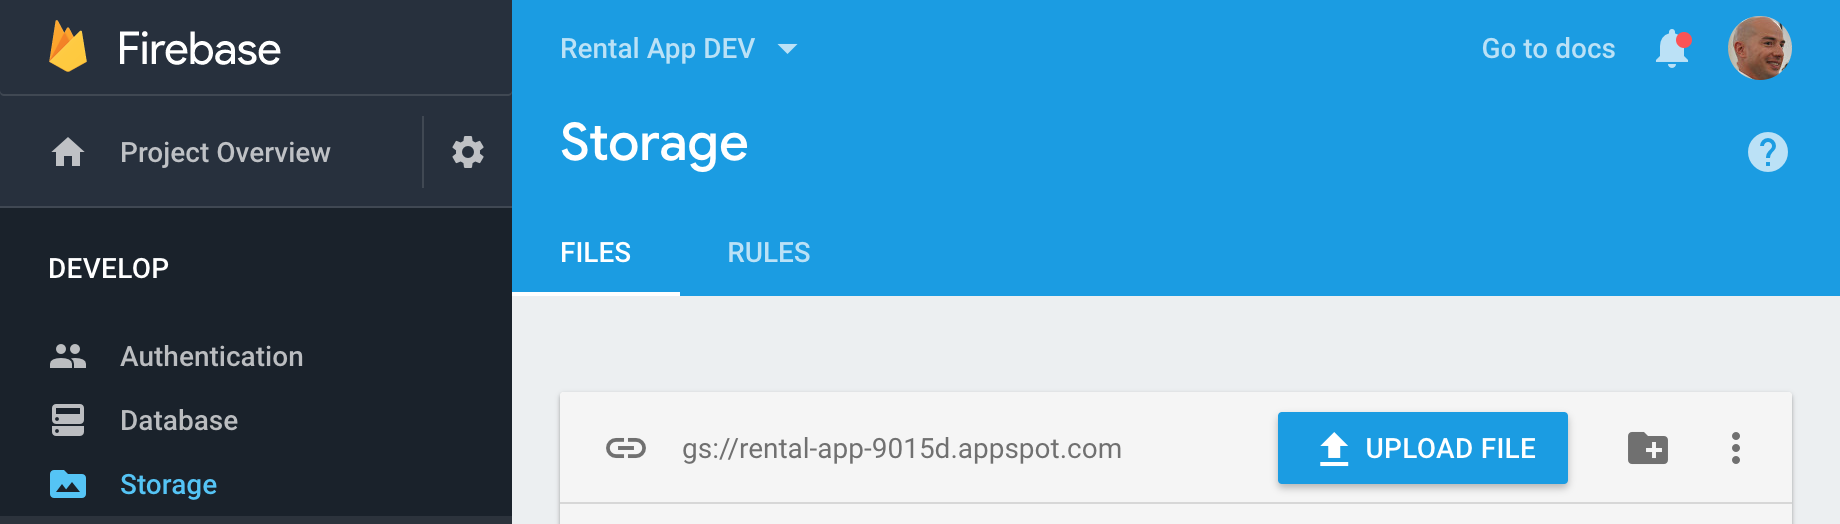 Firebase
Project Overview
DEVELOP
Authentication
Database
Storage
Rental App DEV
Go to docs
Storage
?
FILES
RULES
gs://rental-app-9015d.appspot.com
UPLOAD FILE